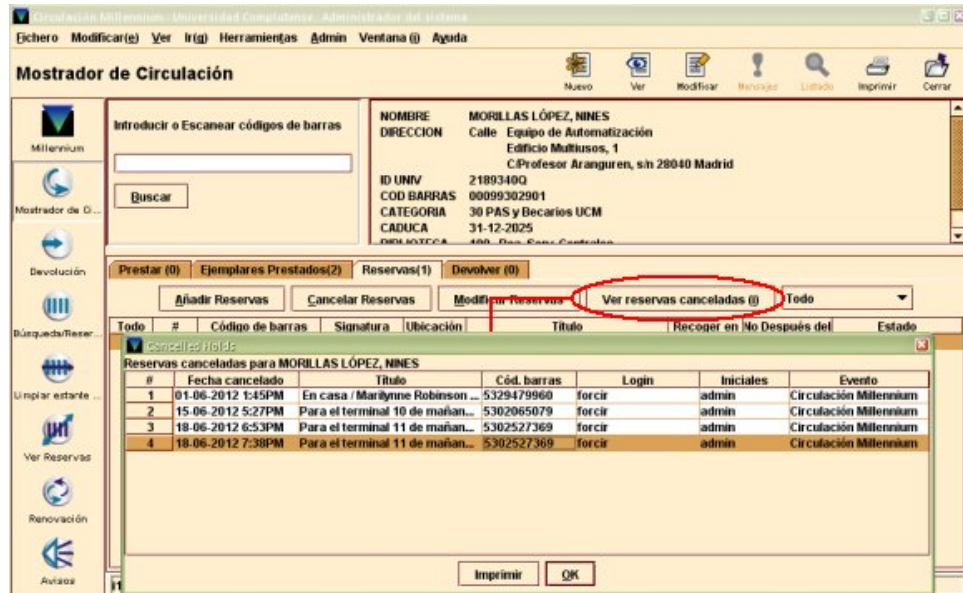 Circulación Millennium. Universidad Complutense. Administrador del sistema
Fichero Modificar(e) Ver Ir(g) Herramientas Admin Ventana (i) Ayuda
Mostrador de Circulación
Nuevo Ver Modificar Mensajes Listado Imprimir Cerrar
Millennium
Mostrador de Ci...
Devolución
Búsqueda/Reser...
Limpiar estante ...
Ver Reservas
Renovación
Avisos
Introducir o Escanear códigos de barras
Buscar
NOMBRE MORILLAS LÓPEZ, NINES
DIRECCION Calle Equipo de Automatización
Edificio Multiusos, 1
C/Profesor Aranguren, s/n 28040 Madrid
ID UNIV 2189340Q
COD BARRAS 00099302901
CATEGORIA 30 PAS y Becarios UCM
CADUCA 31-12-2025
BIBLIOTECA
Prestar (0) Ejemplares Prestados(2) Reservas(1) Devolver (0)
Añadir Reservas Cancelar Reservas Modificar Reservas Ver reservas canceladas (i) Todo
Todo # Código de barras Signatura Ubicación Título Recoger en No Después del Estado
Cancelled Holds
Reservas canceladas para MORILLAS LÓPEZ, NINES
# Fecha cancelado Título Cód. barras Login Iniciales Evento
1 01-06-2012 1:45PM En casa / Marilynne Robinson ... 5329479960 forcir admin Circulación Millennium
2 15-06-2012 5:27PM Para el terminal 10 de mañan... 5302065079 forcir admin Circulación Millennium
3 18-06-2012 6:53PM Para el terminal 11 de mañan... 5302527369 forcir admin Circulación Millennium
4 18-06-2012 7:38PM Para el terminal 11 de mañan... 5302527369 forcir admin Circulación Millennium
Imprimir OK